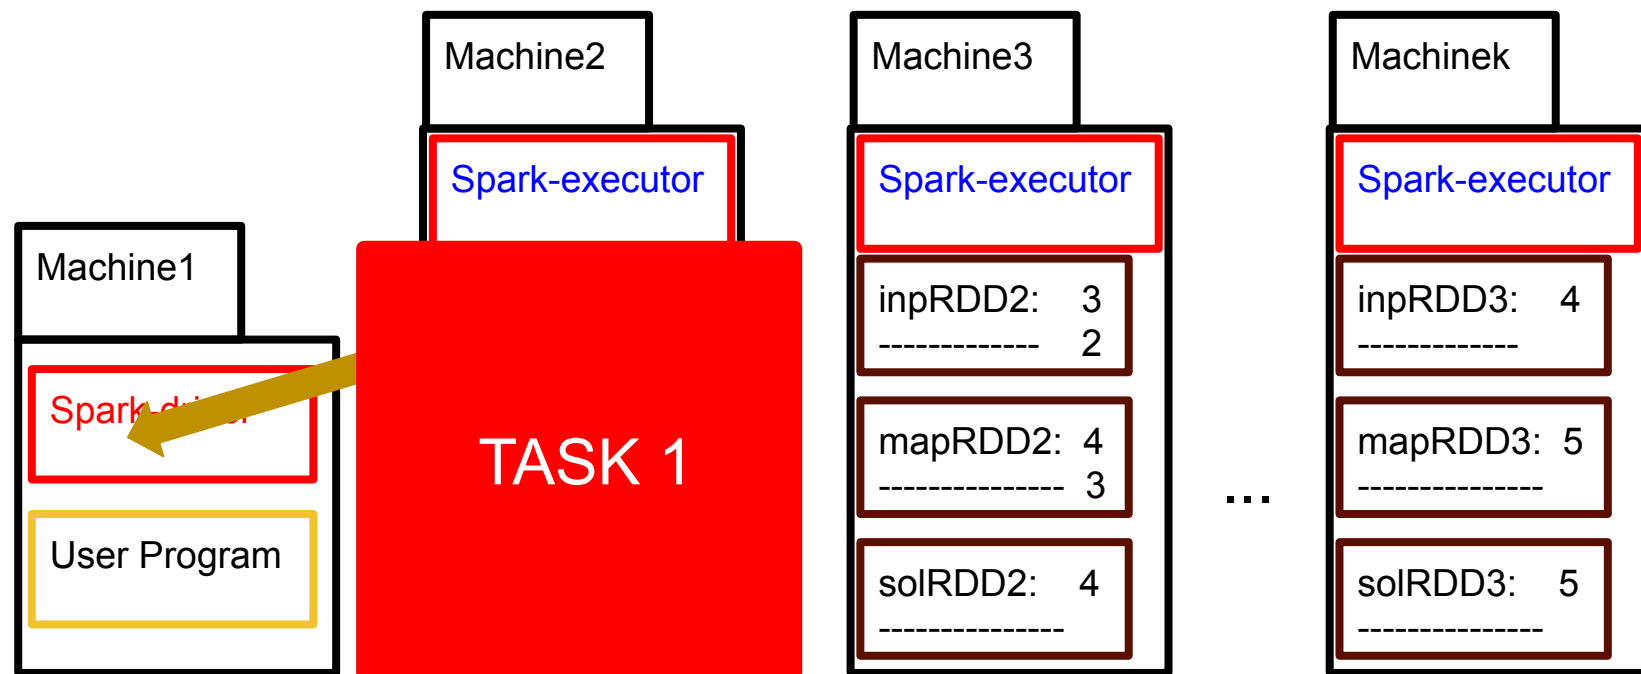 Machine1
Spark-driver
User Program
Machine2
Spark-executor
TASK 1
Machine3
Spark-executor
inpRDD2: 3
------------- 2
mapRDD2: 4
--------------- 3
solRDD2: 4
---------------
...
Machinek
Spark-executor
inpRDD3: 4
-------------
mapRDD3: 5
---------------
solRDD3: 5
---------------